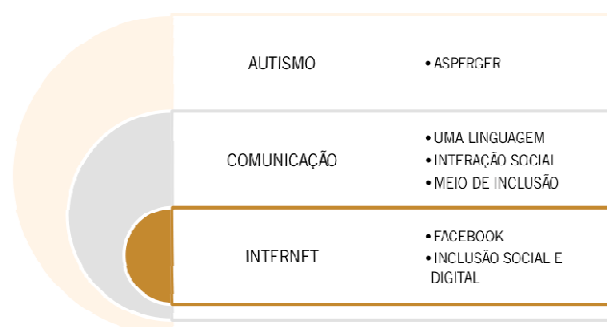 AUTISMO
• ASPERGER
COMUNICAÇÃO
• UMA LINGUAGEM
• INTERAÇÃO SOCIAL
• MEIO DE INCLUSÃO
INTERNET
• FACEBOOK
• INCLUSÃO SOCIAL E
DIGITAL